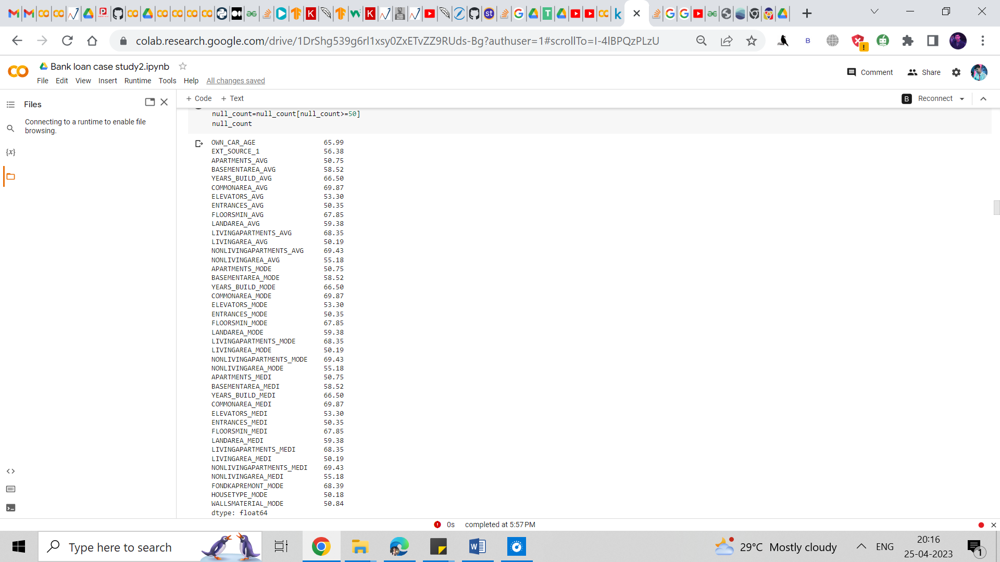 colab.research.google.com/drive/1DrShg539g6rl1xsy0ZxETvZZ9RUds-Bg?authuser=1#scrollTo=I-4lBPQzPLzU
Bank loan case study2.ipynb
File Edit View Insert Runtime Tools Help All changes saved
Comment Share
Files
+ Code + Text
B Reconnect
Connecting to a runtime to enable file
browsing.
{x}
null_count=null_count[null_count>=50]
null_count
OWN_CAR_AGE 65.99
EXT_SOURCE_1 56.38
APARTMENTS_AVG 50.75
BASEMENTAREA_AVG 58.52
YEARS_BUILD_AVG 66.50
COMMONAREA_AVG 69.87
ELEVATORS_AVG 53.30
ENTRANCES_AVG 50.35
FLOORSMIN_AVG 67.85
LANDAREA_AVG 59.38
LIVINGAPARTMENTS_AVG 68.35
LIVINGAREA_AVG 50.19
NONLIVINGAPARTMENTS_AVG 69.43
NONLIVINGAREA_AVG 55.18
APARTMENTS_MODE 50.75
BASEMENTAREA_MODE 58.52
YEARS_BUILD_MODE 66.50
COMMONAREA_MODE 69.87
ELEVATORS_MODE 53.30
ENTRANCES_MODE 50.35
FLOORSMIN_MODE 67.85
LANDAREA_MODE 59.38
LIVINGAPARTMENTS_MODE 68.35
LIVINGAREA_MODE 50.19
NONLIVINGAPARTMENTS_MODE 69.43
NONLIVINGAREA_MODE 55.18
APARTMENTS_MEDI 50.75
BASEMENTAREA_MEDI 58.52
YEARS_BUILD_MEDI 66.50
COMMONAREA_MEDI 69.87
ELEVATORS_MEDI 53.30
ENTRANCES_MEDI 50.35
FLOORSMIN_MEDI 67.85
LANDAREA_MEDI 59.38
LIVINGAPARTMENTS_MEDI 68.35
LIVINGAREA_MEDI 50.19
NONLIVINGAPARTMENTS_MEDI 69.43
NONLIVINGAREA_MEDI 55.18
FONDKAPREMONT_MODE 68.39
HOUSETYPE_MODE 50.18
WALLSMATERIAL_MODE 50.84
dtype: float64
0s completed at 5:57 PM
Type here to search
29°C Mostly cloudy
ENG
20:16
25-04-2023
1